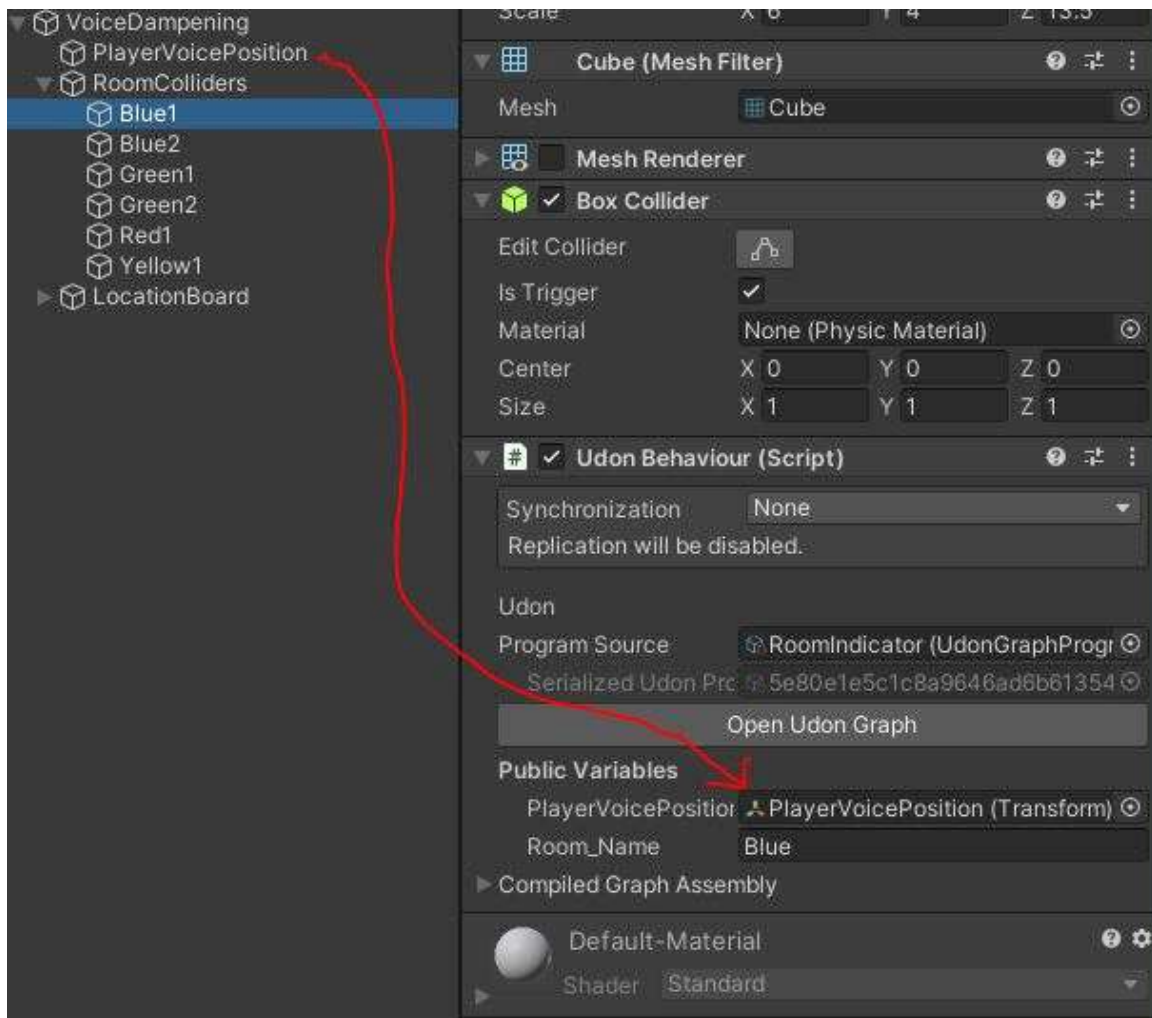 VoiceDampening
PlayerVoicePosition
RoomColliders
Blue1
Blue2
Green1
Green2
Red1
Yellow1
LocationBoard
Scale X 6 Y 4 Z 13.5
Cube (Mesh Filter)
Mesh Cube
Mesh Renderer
Box Collider
Edit Collider
Is Trigger
Material None (Physic Material)
Center X 0 Y 0 Z 0
Size X 1 Y 1 Z 1
# Udon Behaviour (Script)
Synchronization None
Replication will be disabled.
Udon
Program Source RoomIndicator (UdonGraphProgr
Serialized Udon Prc 5e80e1e5c1c8a9646ad6b61354
Open Udon Graph
Public Variables
PlayerVoicePosition PlayerVoicePosition (Transform)
Room_Name Blue
Compiled Graph Assembly
Default-Material
Shader Standard